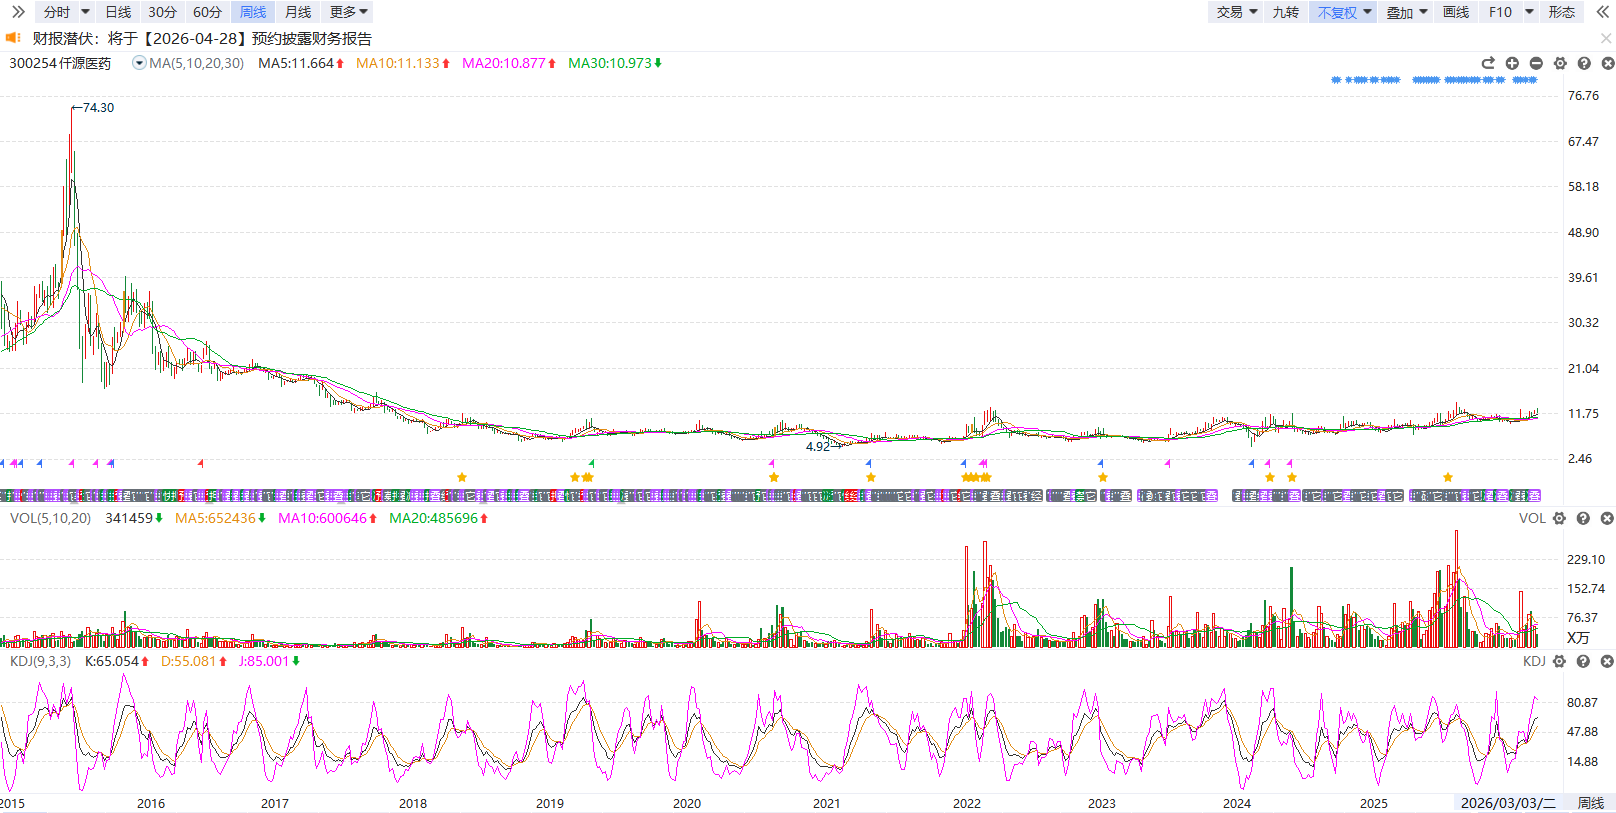 分时 日线 30分 60分 周线 月线 更多 交易 九转 不复权 叠加 画线 F10 形态
财报潜伏：将于【2026-04-28】预约披露财务报告
300254 仟源医药 MA(5,10,20,30) MA5:11.664 MA10:11.133 MA20:10.877 MA30:10.973
76.76
←74.30
67.47
58.18
48.90
39.61
30.32
21.04
11.75
4.92
2.46
VOL(5,10,20) 341459 MA5:652436 MA10:600646 MA20:485696 VOL
229.10
152.74
76.37
X万
KDJ(9,3,3) K:65.054 D:55.081 J:85.001 KDJ
80.87
47.88
14.88
2015 2016 2017 2018 2019 2020 2021 2022 2023 2024 2025 2026/03/03/二 周线